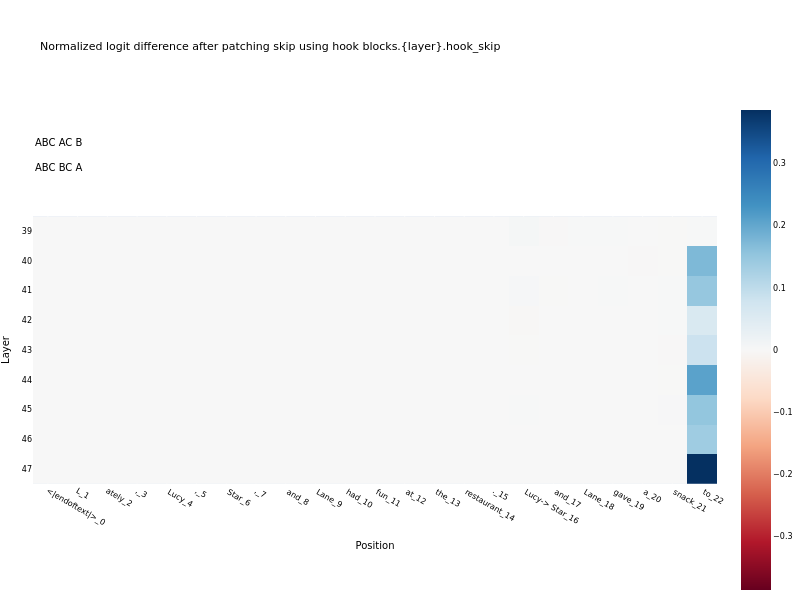 Normalized logit difference after patching skip using hook blocks.{layer}.hook_skip
ABC AC B
ABC BC A
39
40
41
42
43
44
45
46
47
Layer
<|endoftext|>_0
L_1
ately_2
,_3
Lucy_4
,_5
Star_6
,_7
and_8
Lane_9
had_10
fun_11
at_12
the_13
restaurant_14
._15
Lucy-> Star_16
and_17
Lane_18
gave_19
a_20
snack_21
to_22
Position
0.3
0.2
0.1
0
−0.1
−0.2
−0.3